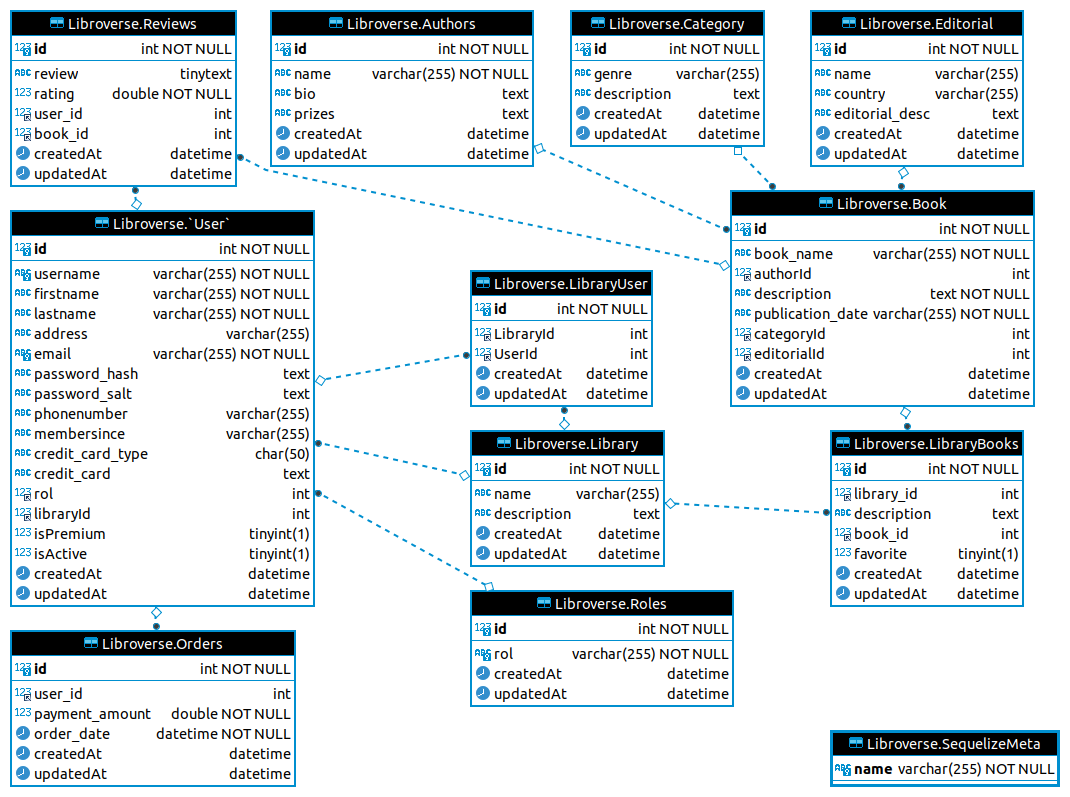 Libroverse.Reviews
id int NOT NULL
review tinytext
rating double NOT NULL
user_id int
book_id int
createdAt datetime
updatedAt datetime
Libroverse.Authors
id int NOT NULL
name varchar(255) NOT NULL
bio text
prizes text
createdAt datetime
updatedAt datetime
Libroverse.Category
id int NOT NULL
genre varchar(255)
description text
createdAt datetime
updatedAt datetime
Libroverse.Editorial
id int NOT NULL
name varchar(255)
country varchar(255)
editorial_desc text
createdAt datetime
updatedAt datetime
Libroverse.`User`
id int NOT NULL
username varchar(255) NOT NULL
firstname varchar(255) NOT NULL
lastname varchar(255) NOT NULL
address varchar(255)
email varchar(255) NOT NULL
password_hash text
password_salt text
phonenumber varchar(255)
membersince varchar(255)
credit_card_type char(50)
credit_card text
rol int
libraryId int
isPremium tinyint(1)
isActive tinyint(1)
createdAt datetime
updatedAt datetime
Libroverse.LibraryUser
id int NOT NULL
LibraryId int
UserId int
createdAt datetime
updatedAt datetime
Libroverse.Book
id int NOT NULL
book_name varchar(255) NOT NULL
authorId int
description text NOT NULL
publication_date varchar(255) NOT NULL
categoryId int
editorialId int
createdAt datetime
updatedAt datetime
Libroverse.Library
id int NOT NULL
name varchar(255)
description text
createdAt datetime
updatedAt datetime
Libroverse.LibraryBooks
id int NOT NULL
library_id int
description text
book_id int
favorite tinyint(1)
createdAt datetime
updatedAt datetime
Libroverse.Orders
id int NOT NULL
user_id int
payment_amount double NOT NULL
order_date datetime NOT NULL
createdAt datetime
updatedAt datetime
Libroverse.Roles
id int NOT NULL
rol varchar(255) NOT NULL
createdAt datetime
updatedAt datetime
Libroverse.SequelizeMeta
name varchar(255) NOT NULL